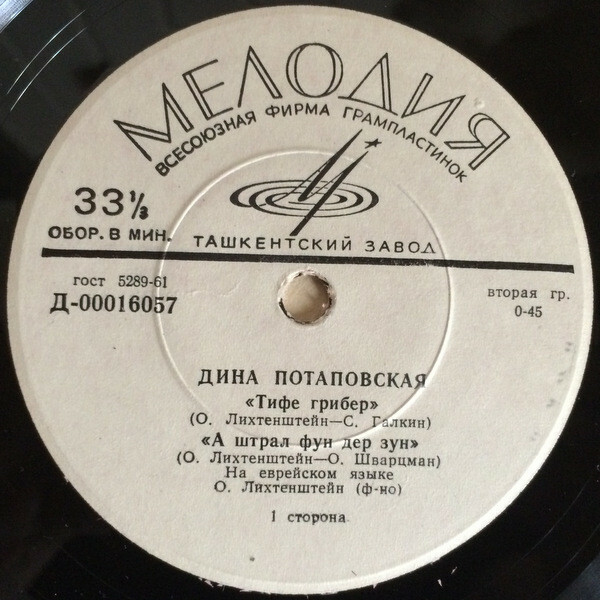 МЕЛОДИЯ
ВСЕСОЮЗНАЯ ФИРМА ГРАМПЛАСТИНОК
33⅓
ОБОР. В МИН.
ТАШКЕНТСКИЙ ЗАВОД
гост 5289-61
Д-00016057
вторая гр.
0-45
ДИНА ПОТАПОВСКАЯ
«Тифе грибер»
(О. Лихтенштейн—С. Галкин)
«А штрал фун дер зун»
(О. Лихтенштейн—О. Шварцман)
На еврейском языке
О. Лихтенштейн (ф-но)
1 сторона